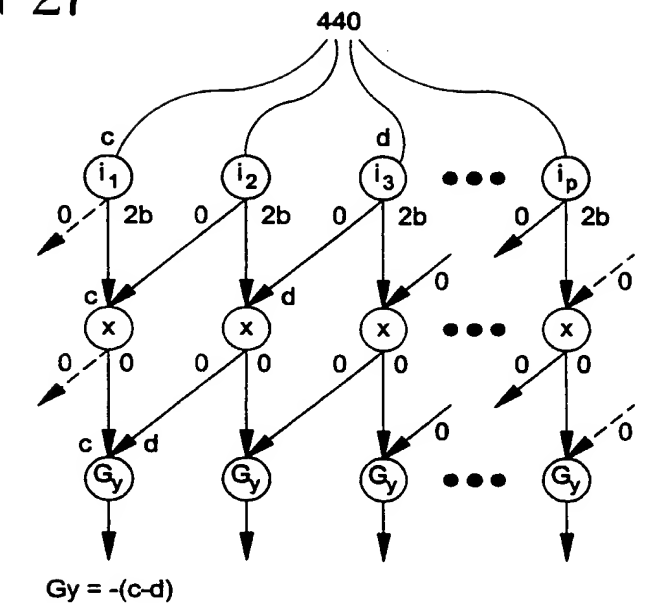 27
440
c d
i1 i2 i3 ip
0 2b 0 2b 0 2b 0 2b
0 0
c d
x x x x
0 0 0 0 0 0 0 0
0 0
c d
Gy Gy Gy Gy
Gy = -(c-d)